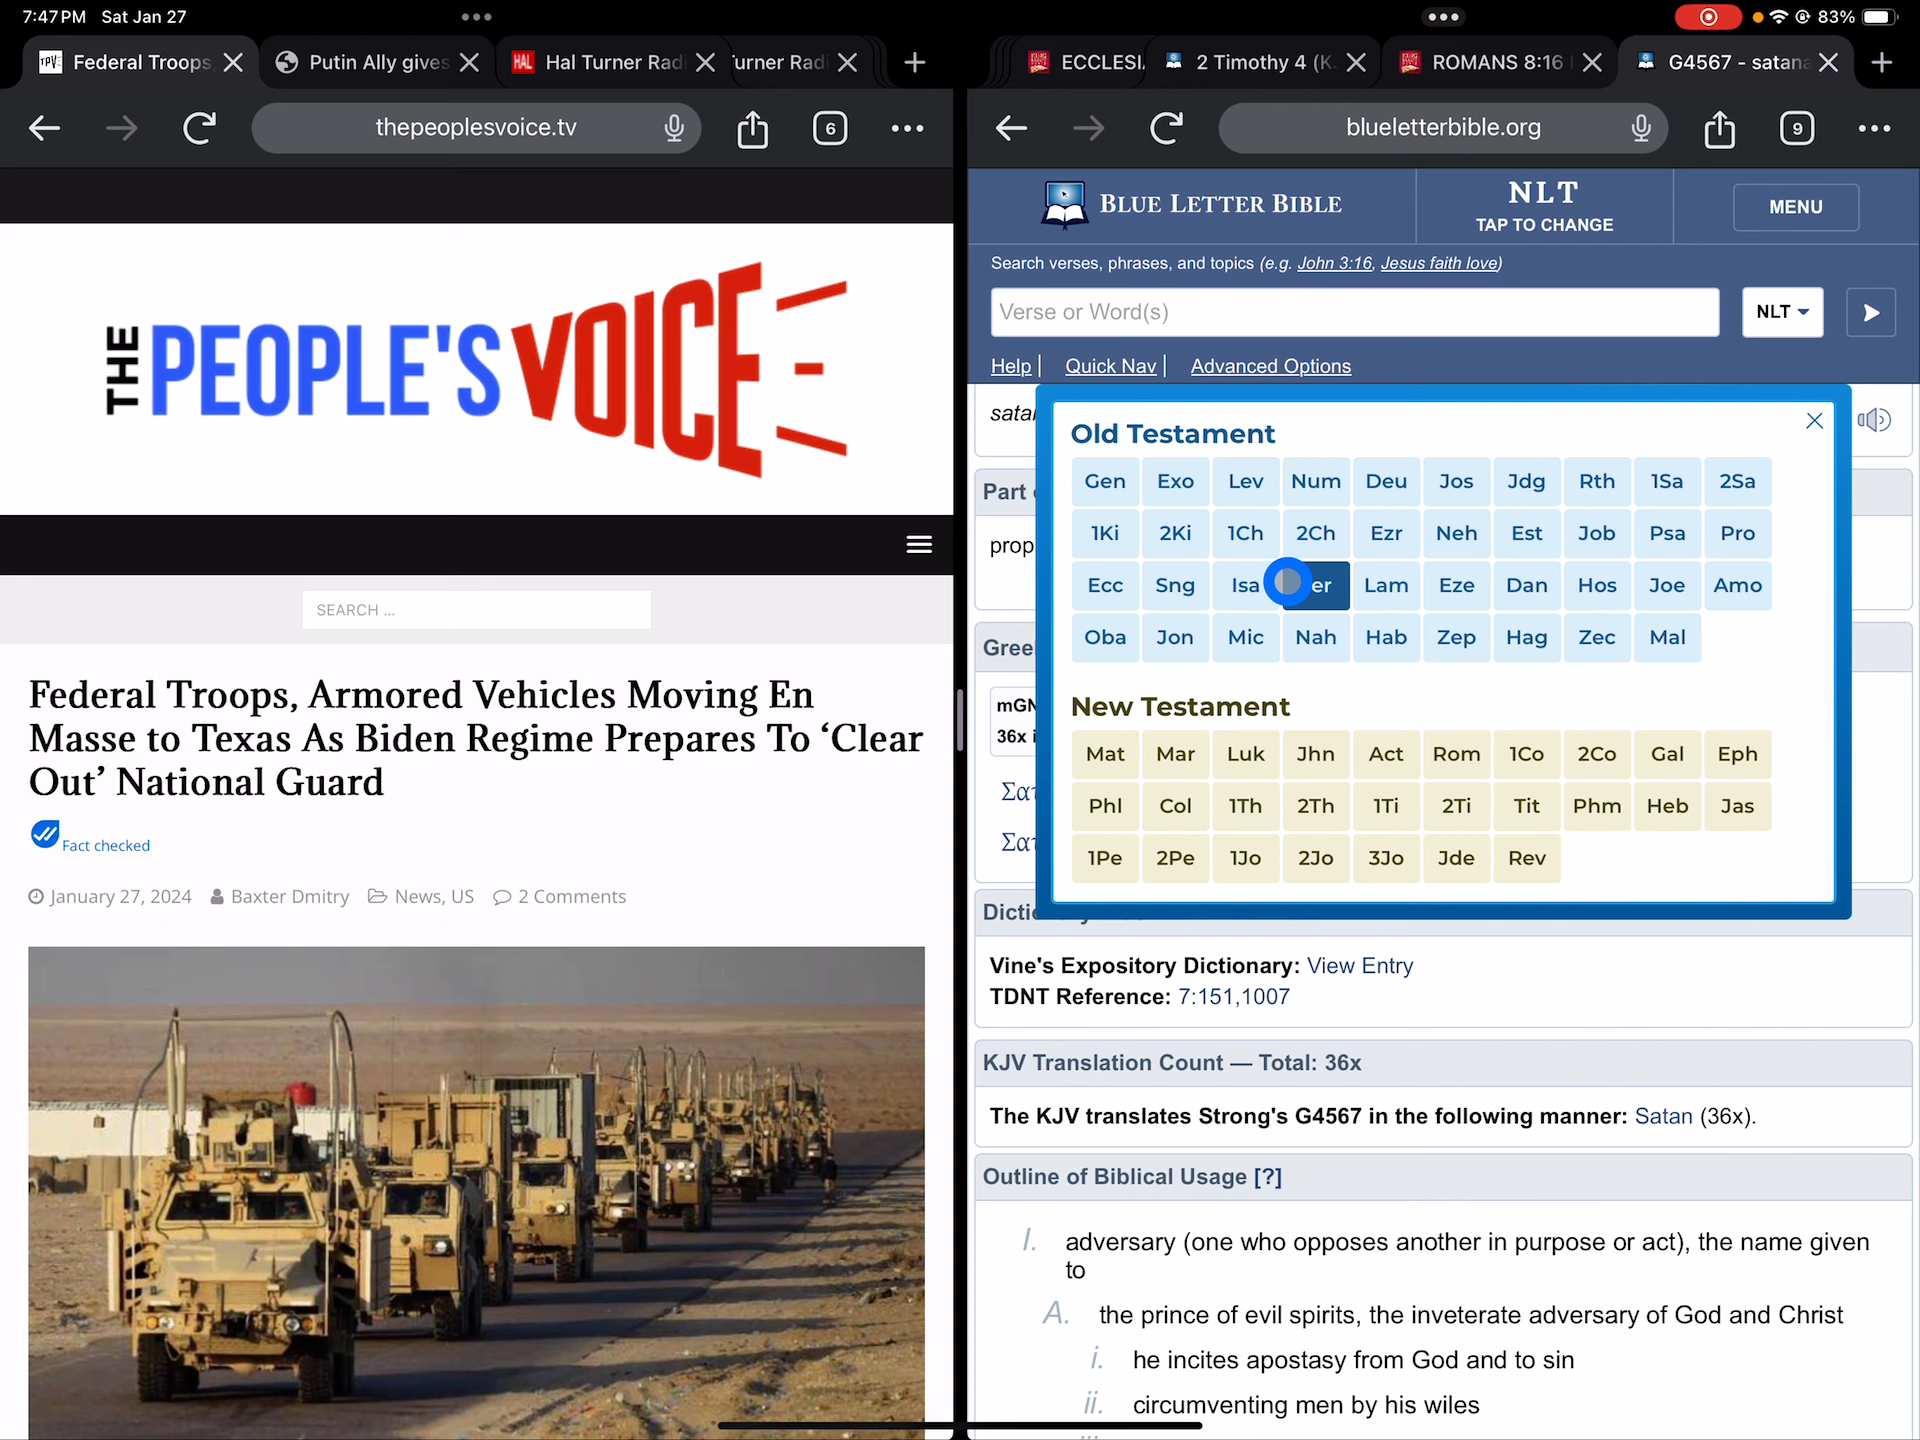 7:47PM Sat Jan 27
83%
Federal Troops
Putin Ally gives
HAL Hal Turner Rad
urner Rad
thepeoplesvoice.tv
6
THE PEOPLE'S VOICE
SEARCH ...
Federal Troops, Armored Vehicles Moving En
Masse to Texas As Biden Regime Prepares To ‘Clear
Out’ National Guard
Fact checked
January 27, 2024 Baxter Dmitry News, US 2 Comments
ECCLESI
2 Timothy 4 (K
ROMANS 8:16
G4567 - satana
blueletterbible.org
9
BLUE LETTER BIBLE
NLT
TAP TO CHANGE
MENU
Search verses, phrases, and topics (e.g. John 3:16, Jesus faith love)
Verse or Word(s)
NLT
Help | Quick Nav | Advanced Options
Old Testament
Gen Exo Lev Num Deu Jos Jdg Rth 1Sa 2Sa
1Ki 2Ki 1Ch 2Ch Ezr Neh Est Job Psa Pro
Ecc Sng Isa er Lam Eze Dan Hos Joe Amo
Oba Jon Mic Nah Hab Zep Hag Zec Mal
New Testament
Mat Mar Luk Jhn Act Rom 1Co 2Co Gal Eph
Phl Col 1Th 2Th 1Ti 2Ti Tit Phm Heb Jas
1Pe 2Pe 1Jo 2Jo 3Jo Jde Rev
sata
Part
prop
Gree
mGN
36x i
Σατ
Σατ
Dicti
Vine's Expository Dictionary: View Entry
TDNT Reference: 7:151,1007
KJV Translation Count — Total: 36x
The KJV translates Strong's G4567 in the following manner: Satan (36x).
Outline of Biblical Usage [?]
I. adversary (one who opposes another in purpose or act), the name given
to
A. the prince of evil spirits, the inveterate adversary of God and Christ
i. he incites apostasy from God and to sin
ii. circumventing men by his wiles